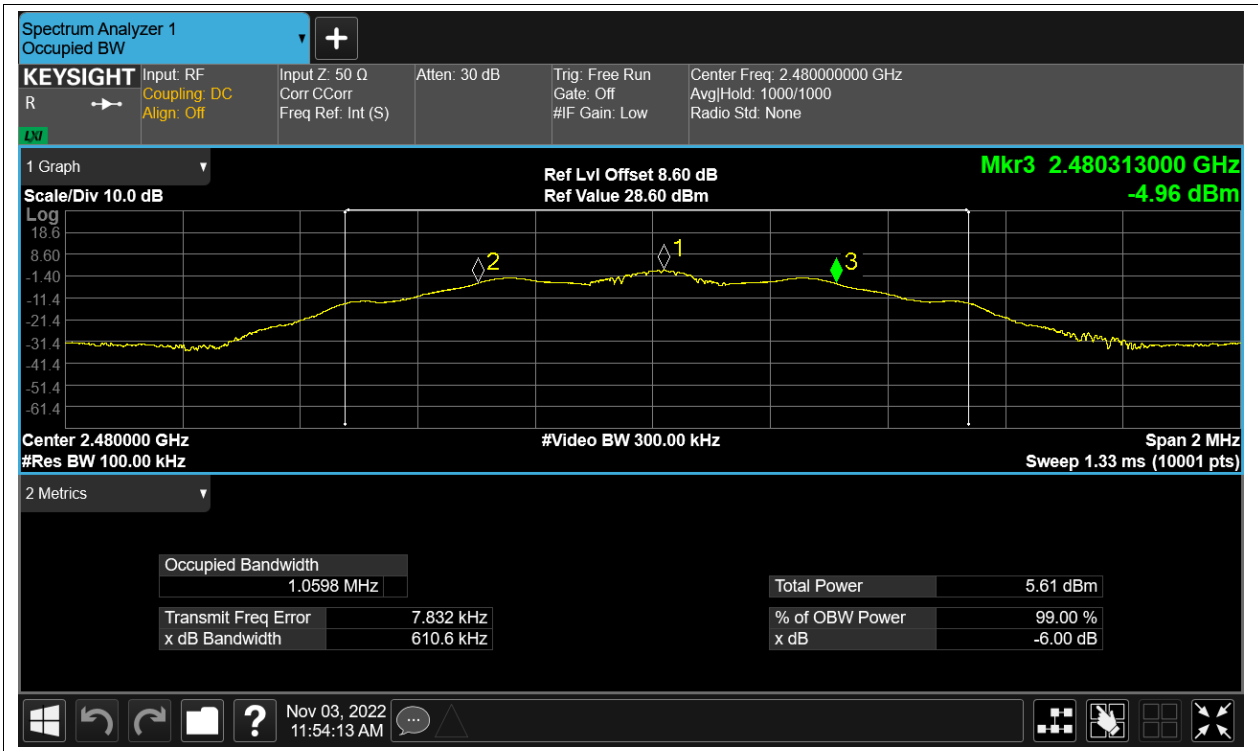 Spectrum Analyzer 1
Occupied BW
KEYSIGHT
R
LXI
Input: RF
Coupling: DC
Align: Off
Input Z: 50 Ω
Corr CCorr
Freq Ref: Int (S)
Atten: 30 dB
Trig: Free Run
Gate: Off
#IF Gain: Low
Center Freq: 2.480000000 GHz
Avg|Hold: 1000/1000
Radio Std: None
1 Graph
Scale/Div 10.0 dB
Ref Lvl Offset 8.60 dB
Ref Value 28.60 dBm
Mkr3 2.480313000 GHz
-4.96 dBm
Log
18.6
8.60
-1.40
-11.4
-21.4
-31.4
-41.4
-51.4
-61.4
2
1
3
Center 2.480000 GHz
#Video BW 300.00 kHz
Span 2 MHz
#Res BW 100.00 kHz
Sweep 1.33 ms (10001 pts)
2 Metrics
Occupied Bandwidth
1.0598 MHz
Total Power 5.61 dBm
Transmit Freq Error 7.832 kHz
% of OBW Power 99.00 %
x dB Bandwidth 610.6 kHz
x dB -6.00 dB
?
Nov 03, 2022
11:54:13 AM